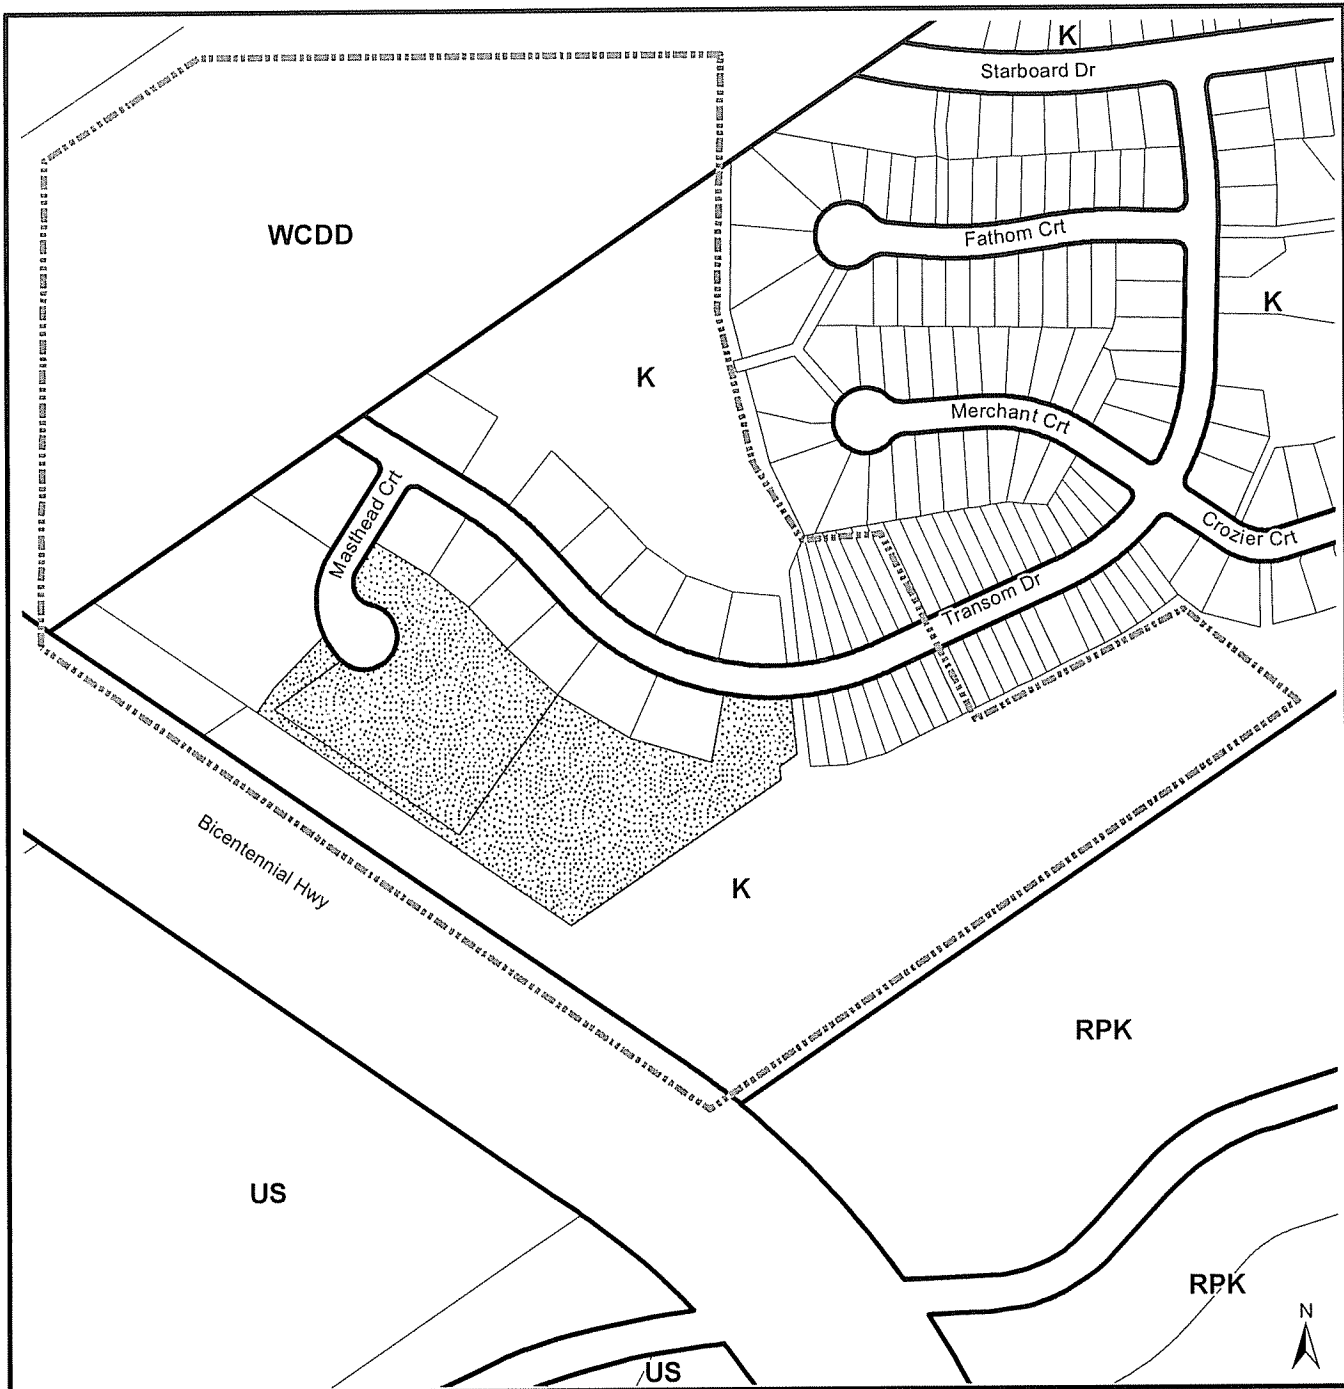 K
Starboard Dr
WCDD
Fathom Crt
K
K
Merchant Crt
Masthead Crt
Crozier Crt
Transom Dr
Bicentennial Hwy
K
RPK
US
RPK
N
US